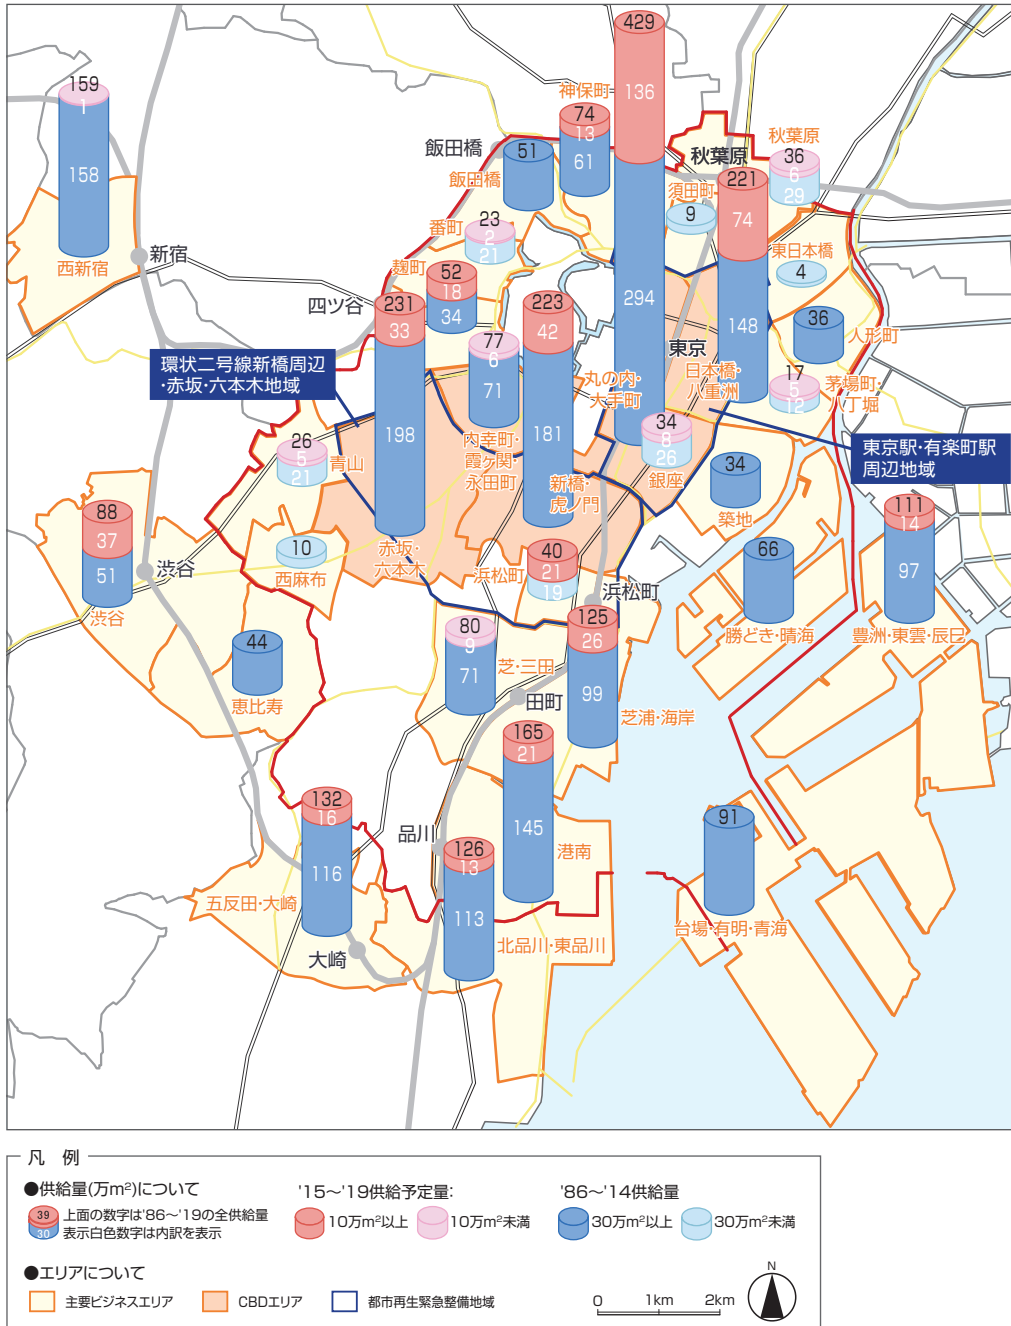 429
136
294
丸の内・
大手町
159
1
158
西新宿
新宿
神保町
74
13
61
飯田橋
51
飯田橋
秋葉原
秋葉原
36
6
29
221
74
148
日本橋・
八重洲
須田町
9
東日本橋
4
番町
23
2
21
麹町
52
18
34
四ツ谷
231
33
198
赤坂・
六本木
223
42
181
新橋・
虎ノ門
77
6
71
内幸町・
霞ヶ関・
永田町
東京
36
人形町
17
5
12
茅場町・
八丁堀
環状二号線新橋周辺
・赤坂・六本木地域
東京駅・有楽町駅
周辺地域
26
5
21
青山
34
8
26
銀座
34
築地
88
37
51
渋谷
渋谷
10
西麻布
40
21
19
浜松町
浜松町
66
勝どき・晴海
111
14
97
豊洲・東雲・辰巳
44
恵比寿
80
9
71
芝・三田
田町
125
26
99
芝浦・海岸
165
21
145
港南
132
16
116
五反田・大崎
大崎
品川
126
13
113
北品川・東品川
91
台場・有明・青海
凡 例
●供給量(万m²)について
39
30
上面の数字は'86～'19の全供給量
表示白色数字は内訳を表示
'15～'19供給予定量:
10万m²以上
10万m²未満
'86～'14供給量
30万m²以上
30万m²未満
●エリアについて
主要ビジネスエリア
CBDエリア
都市再生緊急整備地域
0 1km 2km
N